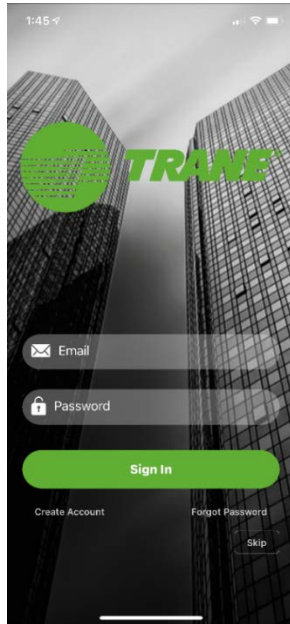 1:45
TRANE
Email
Password
Sign In
Create Account
Forgot Password
Skip